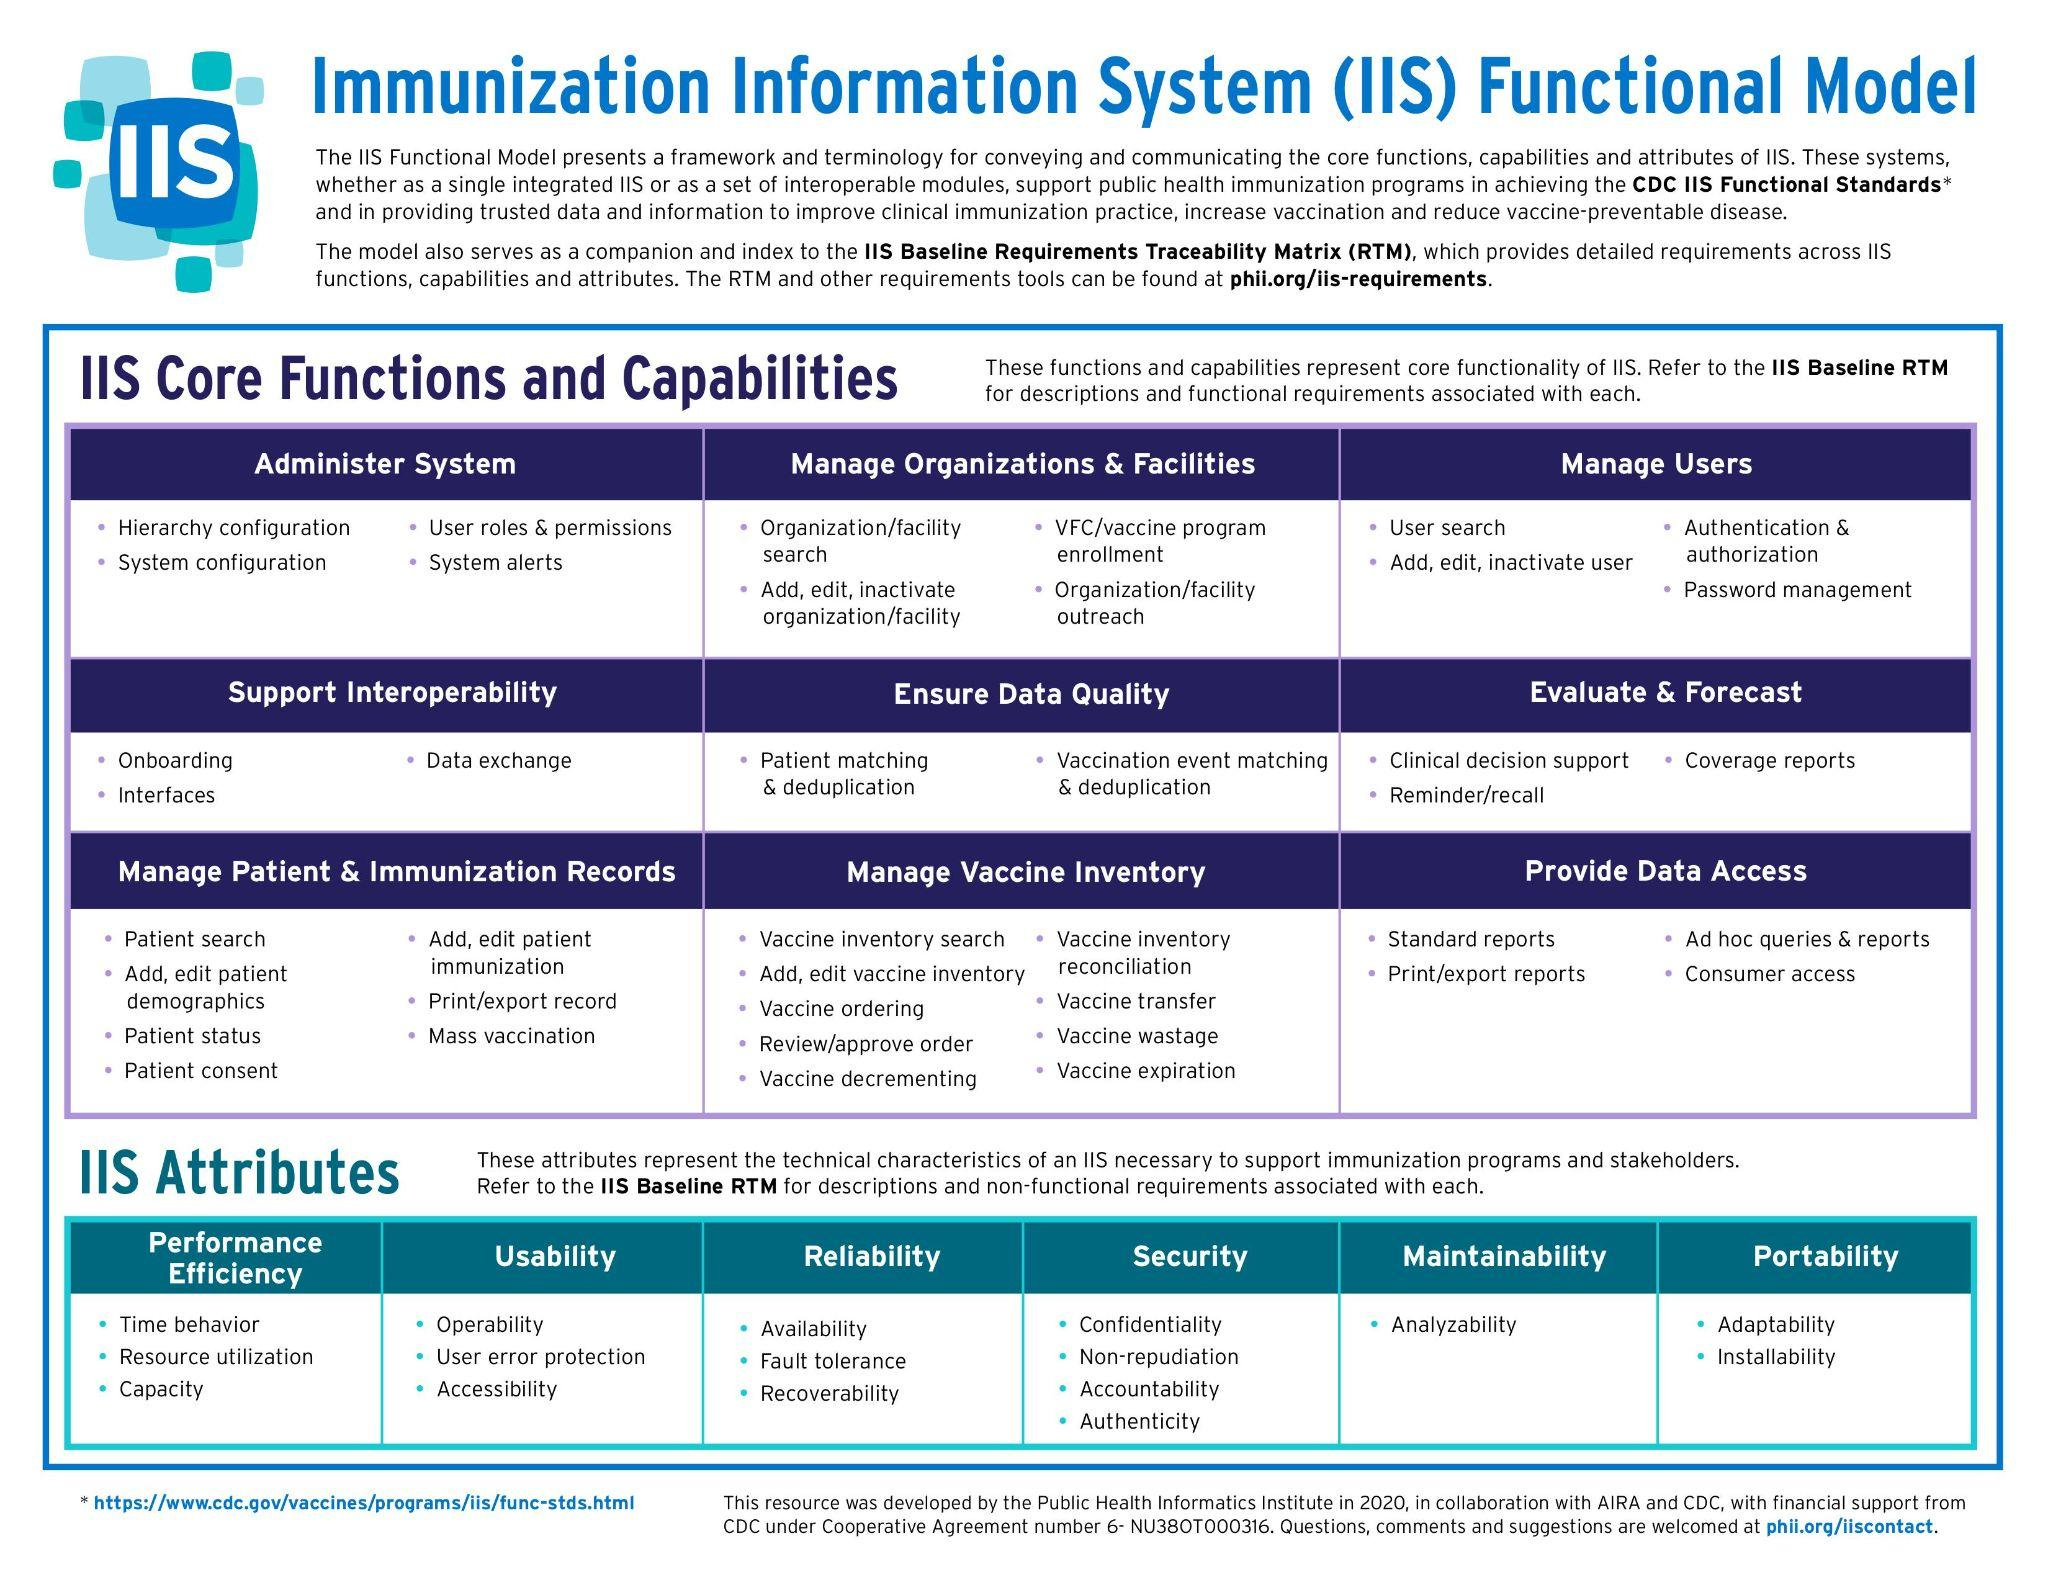 IIS
Immunization Information System (IIS) Functional Model
The IIS Functional Model presents a framework and terminology for conveying and communicating the core functions, capabilities and attributes of IIS. These systems,
whether as a single integrated IIS or as a set of interoperable modules, support public health immunization programs in achieving the CDC IIS Functional Standards*
and in providing trusted data and information to improve clinical immunization practice, increase vaccination and reduce vaccine-preventable disease.
The model also serves as a companion and index to the IIS Baseline Requirements Traceability Matrix (RTM), which provides detailed requirements across IIS
functions, capabilities and attributes. The RTM and other requirements tools can be found at phii.org/iis-requirements.
IIS Core Functions and Capabilities
These functions and capabilities represent core functionality of IIS. Refer to the IIS Baseline RTM
for descriptions and functional requirements associated with each.
Administer System
• Hierarchy configuration
• System configuration
• User roles & permissions
• System alerts
Manage Organizations & Facilities
• Organization/facility
search
• Add, edit, inactivate
organization/facility
• VFC/vaccine program
enrollment
• Organization/facility
outreach
Manage Users
• User search
• Add, edit, inactivate user
• Authentication &
authorization
• Password management
Support Interoperability
• Onboarding
• Interfaces
• Data exchange
Ensure Data Quality
• Patient matching
& deduplication
• Vaccination event matching
& deduplication
Evaluate & Forecast
• Clinical decision support
• Reminder/recall
• Coverage reports
Manage Patient & Immunization Records
• Patient search
• Add, edit patient
demographics
• Patient status
• Patient consent
• Add, edit patient
immunization
• Print/export record
• Mass vaccination
Manage Vaccine Inventory
• Vaccine inventory search
• Add, edit vaccine inventory
• Vaccine ordering
• Review/approve order
• Vaccine decrementing
• Vaccine inventory
reconciliation
• Vaccine transfer
• Vaccine wastage
• Vaccine expiration
Provide Data Access
• Standard reports
• Print/export reports
• Ad hoc queries & reports
• Consumer access
IIS Attributes
These attributes represent the technical characteristics of an IIS necessary to support immunization programs and stakeholders.
Refer to the IIS Baseline RTM for descriptions and non-functional requirements associated with each.
Performance
Efficiency
• Time behavior
• Resource utilization
• Capacity
Usability
• Operability
• User error protection
• Accessibility
Reliability
• Availability
• Fault tolerance
• Recoverability
Security
• Confidentiality
• Non-repudiation
• Accountability
• Authenticity
Maintainability
• Analyzability
Portability
• Adaptability
• Installability
* https://www.cdc.gov/vaccines/programs/iis/func-stds.html
This resource was developed by the Public Health Informatics Institute in 2020, in collaboration with AIRA and CDC, with financial support from
CDC under Cooperative Agreement number 6- NU38OT000316. Questions, comments and suggestions are welcomed at phii.org/iiscontact.